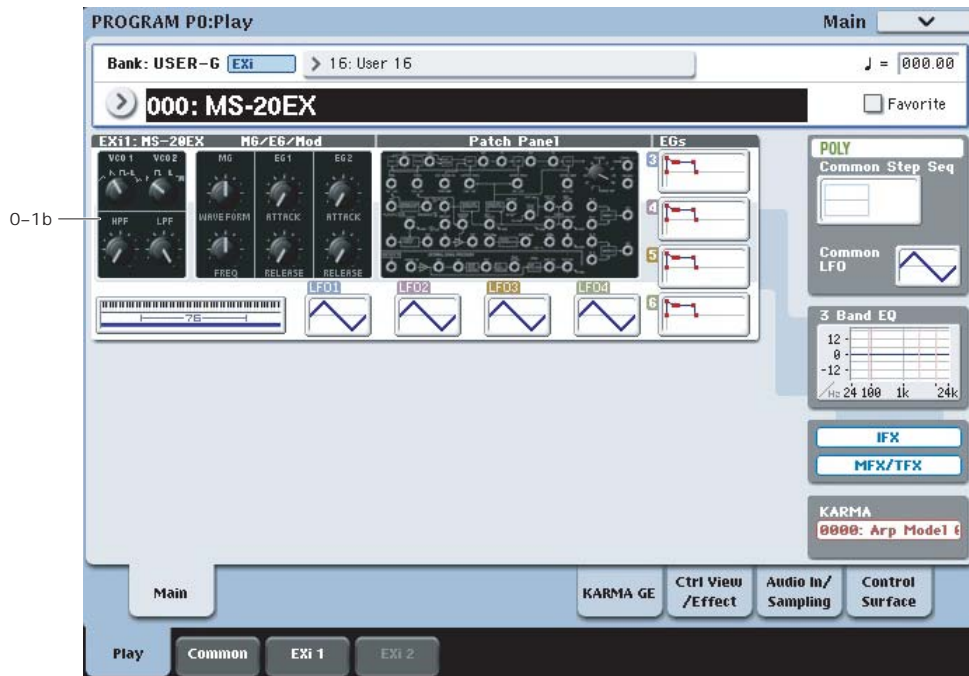 PROGRAM P0:Play Main
Bank: USER-G EXi 16: User 16 ♩ = 000.00
000: MS-20EX Favorite
EXi1: MS-20EX MG/EG/Mod Patch Panel EGs
VCO 1 VCO 2 MG EG 1 EG 2
3
WAVEFORM ATTACK ATTACK
HPF LPF
4
5
FREQ RELEASE RELEASE
LFO1 LFO2 LFO3 LFO4 6
76
0-1b
POLY
Common Step Seq
Common
LFO
3 Band EQ
12
0
-12
Hz 24 100 1k 24k
IFX
MFX/TFX
KARMA
0000: Arp Model
Main KARMA GE Ctrl View /Effect Audio In/ Sampling Control Surface
Play Common EXi 1 EXi 2